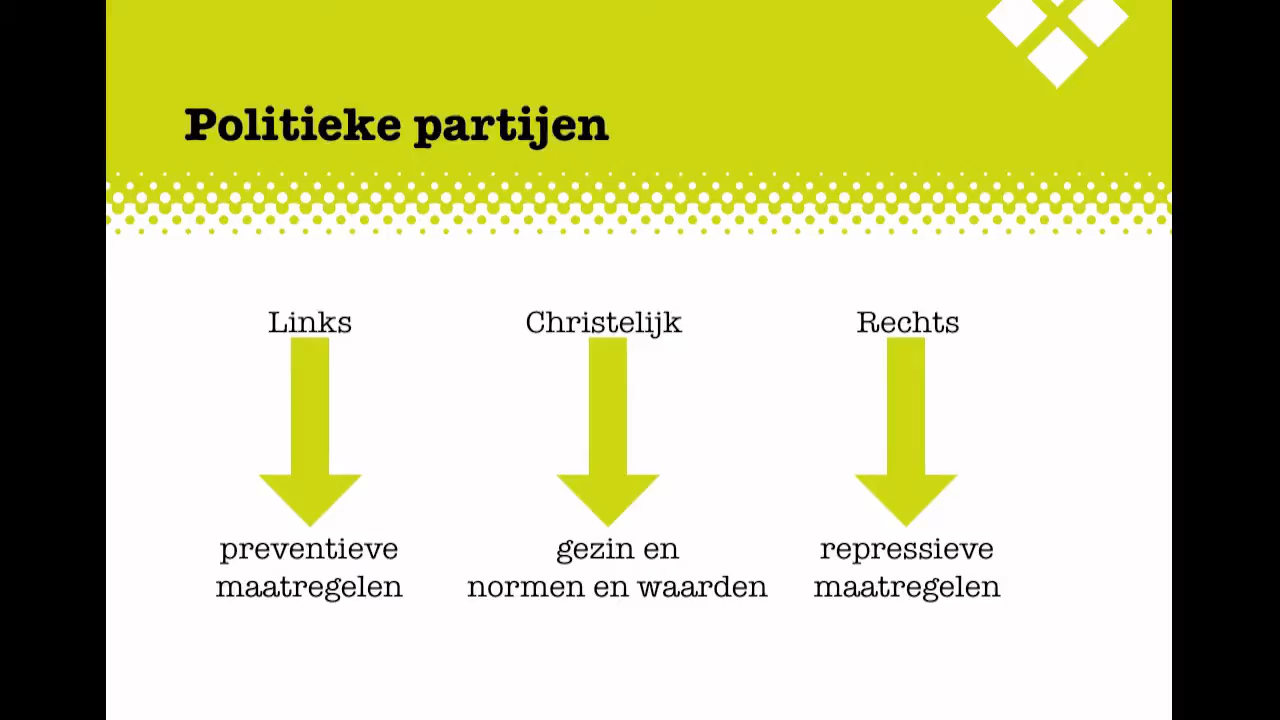 Politieke partijen
Links
preventieve
maatregelen
Christelijk
gezin en
normen en waarden
Rechts
repressieve
maatregelen